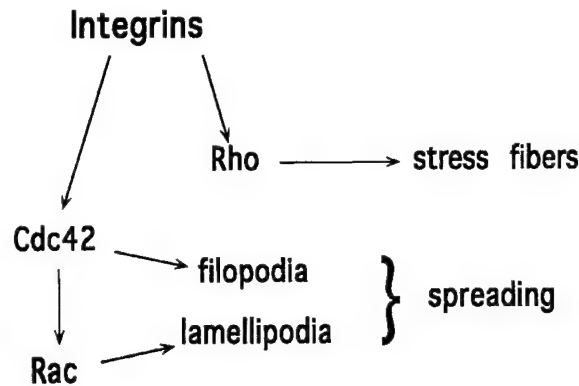 Integrins
Rho
stress fibers
Cdc42
filopodia
spreading
lamellipodia
Rac